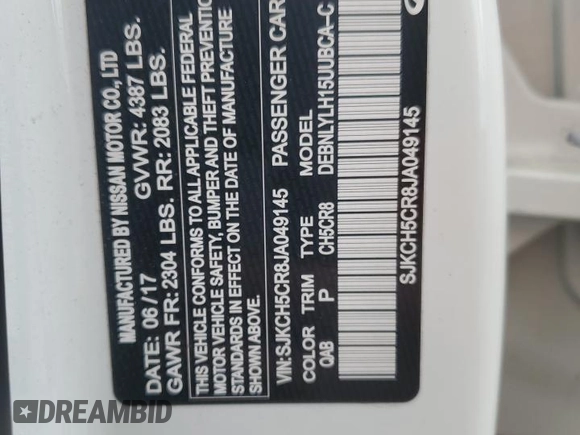 MANUFACTURED BY NISSAN MOTOR CO., LTD
DATE: 06/17 GVWR: 4387 LBS.
GAWR FR: 2304 LBS. RR: 2083 LBS.
THIS VEHICLE CONFORMS TO ALL APPLICABLE FEDERAL
MOTOR VEHICLE SAFETY, BUMPER AND THEFT PREVENTION
STANDARDS IN EFFECT ON THE DATE OF MANUFACTURE
SHOWN ABOVE.
VIN: SJKCH5CR8JA049145 PASSENGER CAR
COLOR TRIM TYPE MODEL
QAB P CH5CR8 DEBNLYLH15UUBCA-C
SJKCH5CR8JA049145
DREAMBID